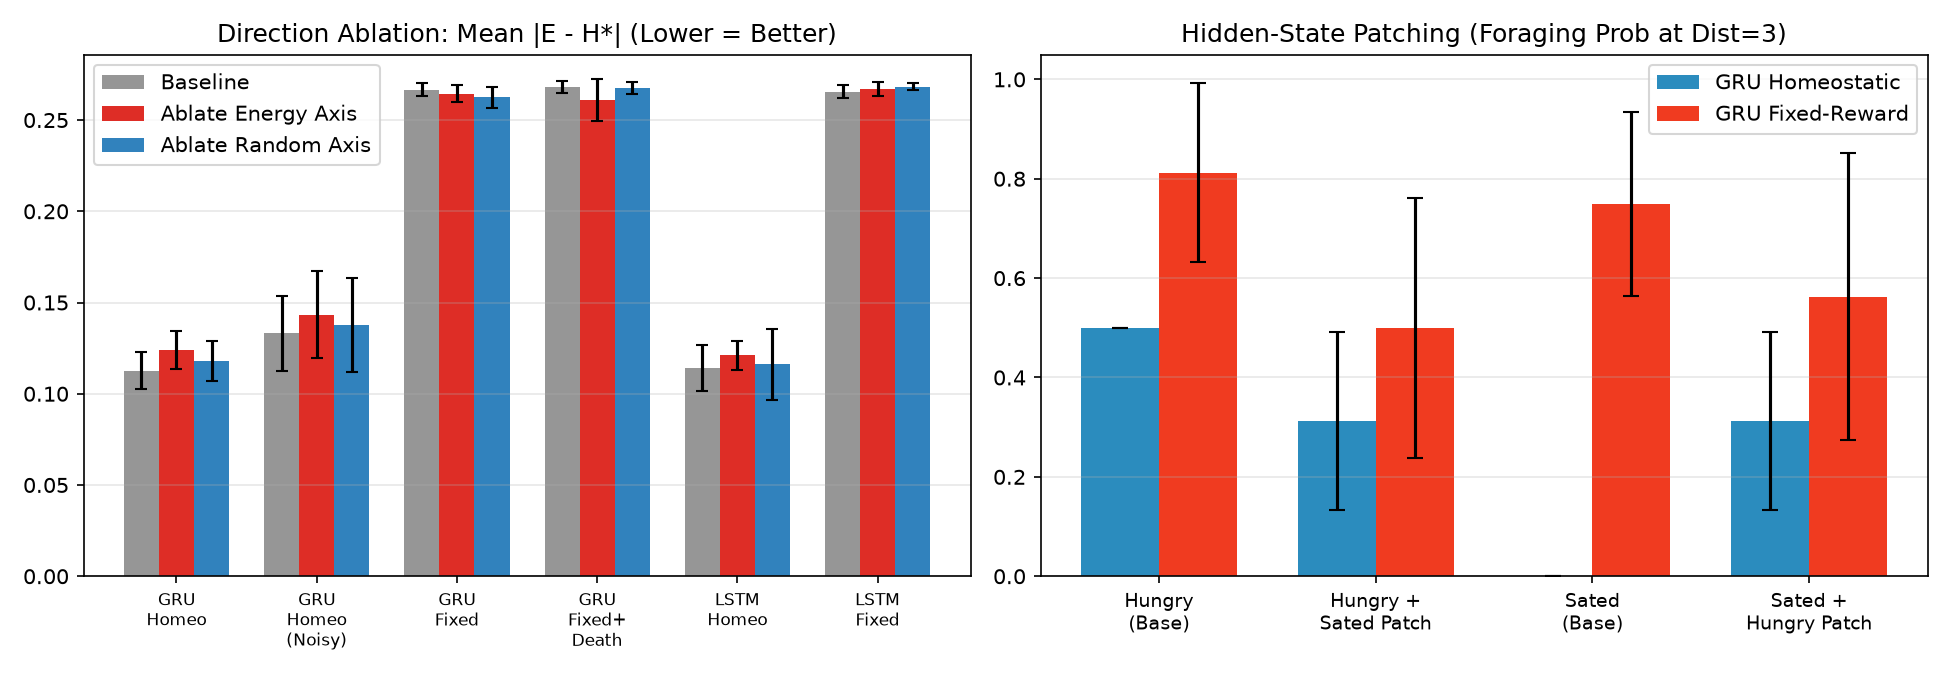 Direction Ablation: Mean |E - H*| (Lower = Better)
Baseline
Ablate Energy Axis
Ablate Random Axis
0.25
0.20
0.15
0.10
0.05
0.00
GRU
Homeo
GRU
Homeo
(Noisy)
GRU
Fixed
GRU
Fixed+
Death
LSTM
Homeo
LSTM
Fixed
Hidden-State Patching (Foraging Prob at Dist=3)
GRU Homeostatic
GRU Fixed-Reward
1.0
0.8
0.6
0.4
0.2
0.0
Hungry
(Base)
Hungry +
Sated Patch
Sated
(Base)
Sated +
Hungry Patch